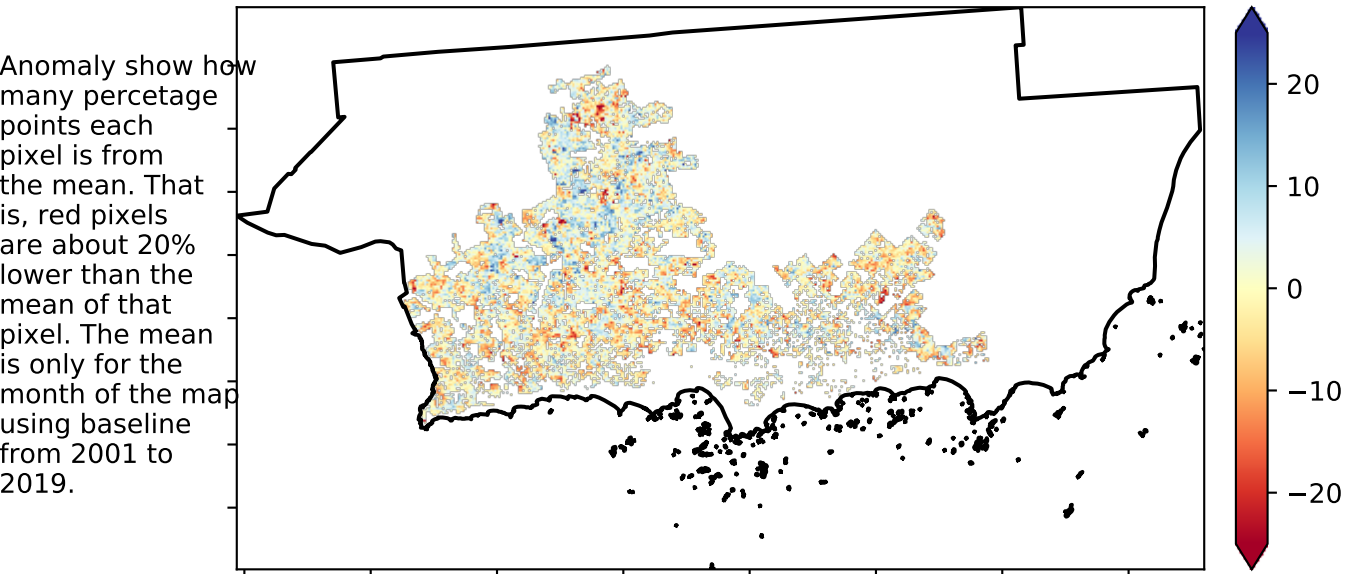 Anomaly show how
many percetage
points each
pixel is from
the mean. That
is, red pixels
are about 20%
lower than the
mean of that
pixel. The mean
is only for the
month of the map
using baseline
from 2001 to
2019.
20
10
0
−10
−20